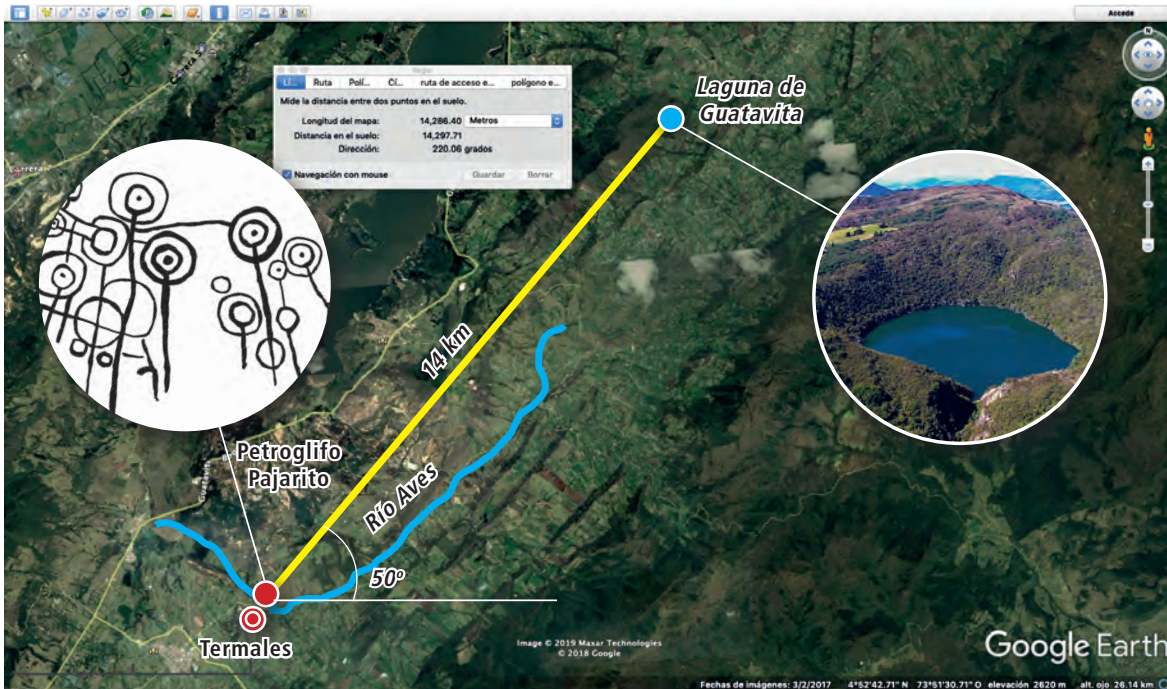 Accede
Regla
Lí...
Ruta
Polí...
Cí...
ruta de acceso e...
polígono e...
Mide la distancia entre dos puntos en el suelo.
Longitud del mapa: 14,286.40 Metros
Distancia en el suelo: 14,297.71
Dirección: 220.06 grados
Navegación con mouse
Guardar
Borrar
N
Laguna de
Guatavita
14 km
Petroglifo
Pajarito
Guatavita
Río Aves
50º
Termales
Image © 2019 Maxar Technologies
© 2018 Google
Google Earth
Fechas de imágenes: 3/2/2017 4°52'42.71" N 73°51'30.71" O elevación 2620 m alt. ojo 26.14 km